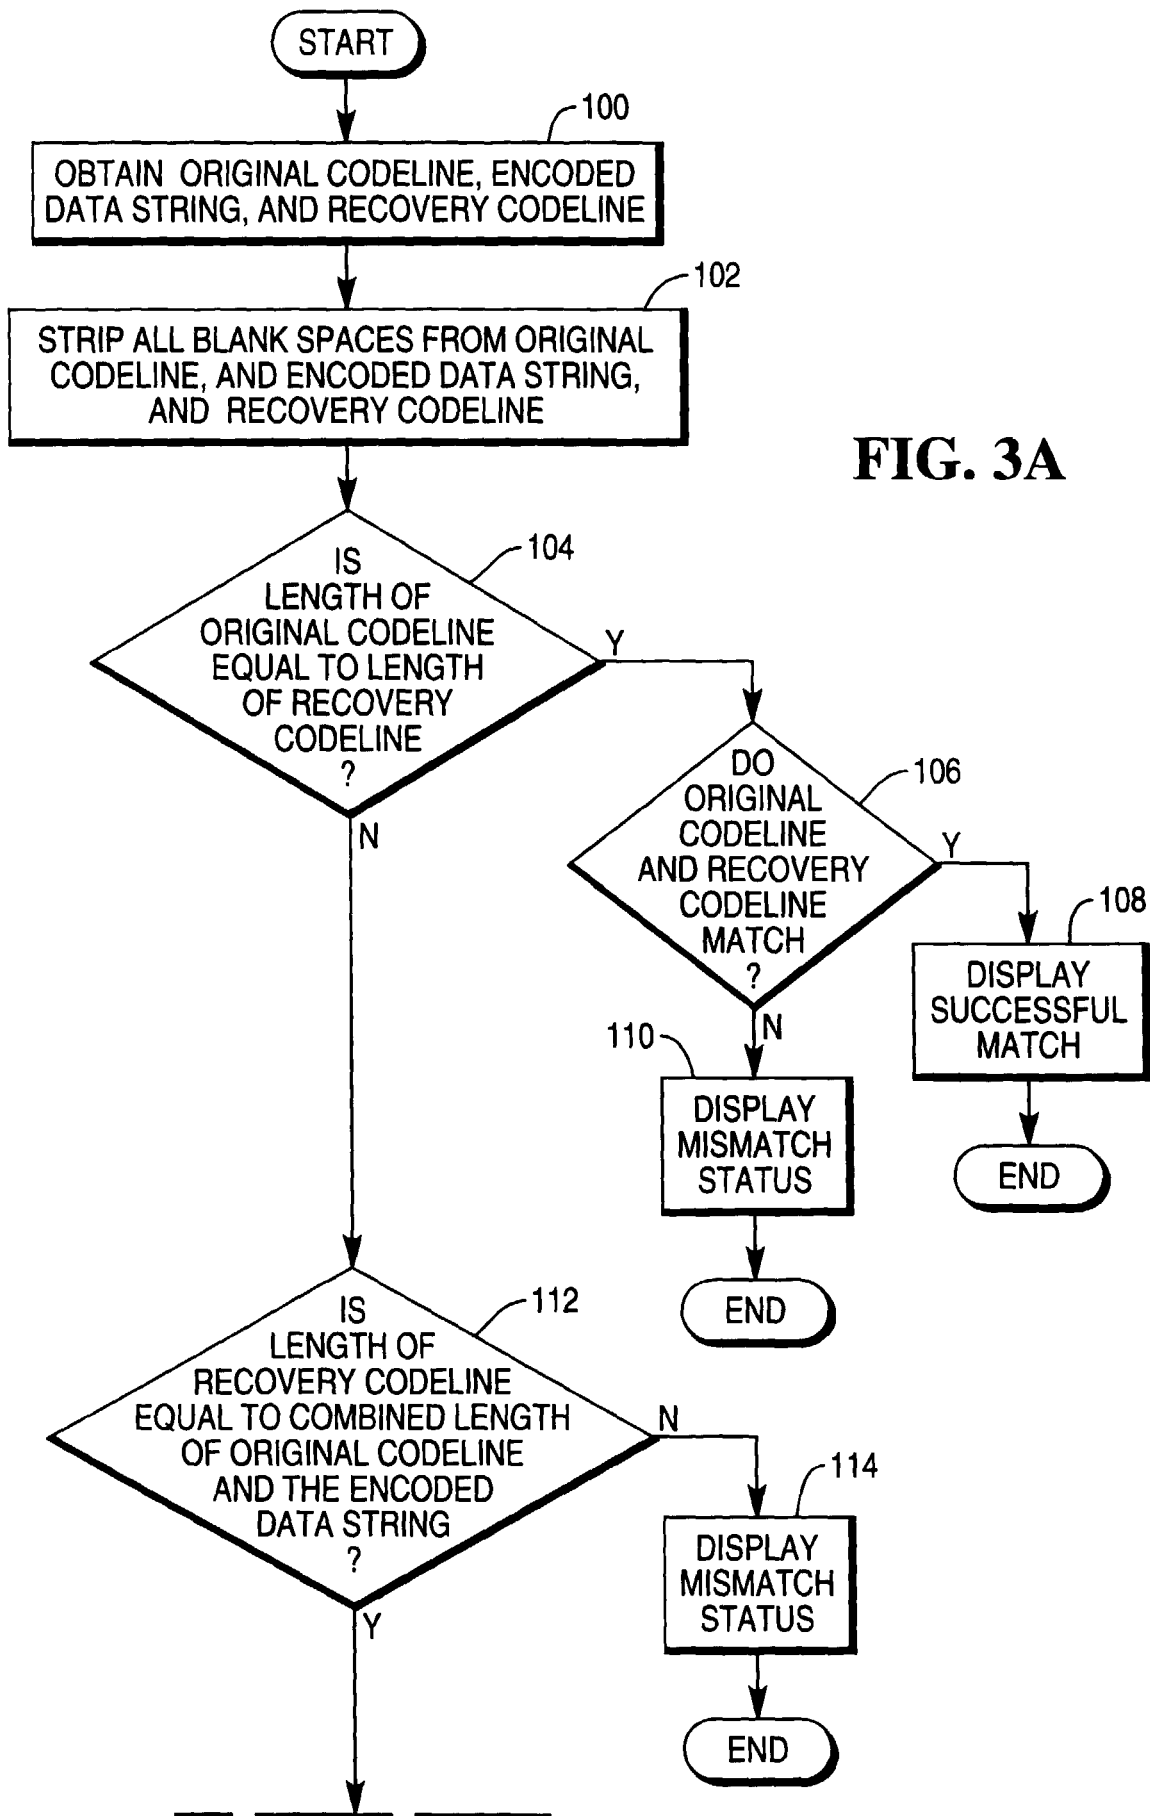 START
100
OBTAIN ORIGINAL CODELINE, ENCODED
DATA STRING, AND RECOVERY CODELINE
102
STRIP ALL BLANK SPACES FROM ORIGINAL
CODELINE, AND ENCODED DATA STRING,
AND RECOVERY CODELINE
FIG. 3A
104
IS
LENGTH OF
ORIGINAL CODELINE
EQUAL TO LENGTH
OF RECOVERY
CODELINE
?
Y
N
106
DO
ORIGINAL
CODELINE
AND RECOVERY
CODELINE
MATCH
?
Y
N
108
DISPLAY
SUCCESSFUL
MATCH
END
110
DISPLAY
MISMATCH
STATUS
END
112
IS
LENGTH OF
RECOVERY CODELINE
EQUAL TO COMBINED LENGTH
OF ORIGINAL CODELINE
AND THE ENCODED
DATA STRING
?
N
Y
114
DISPLAY
MISMATCH
STATUS
END